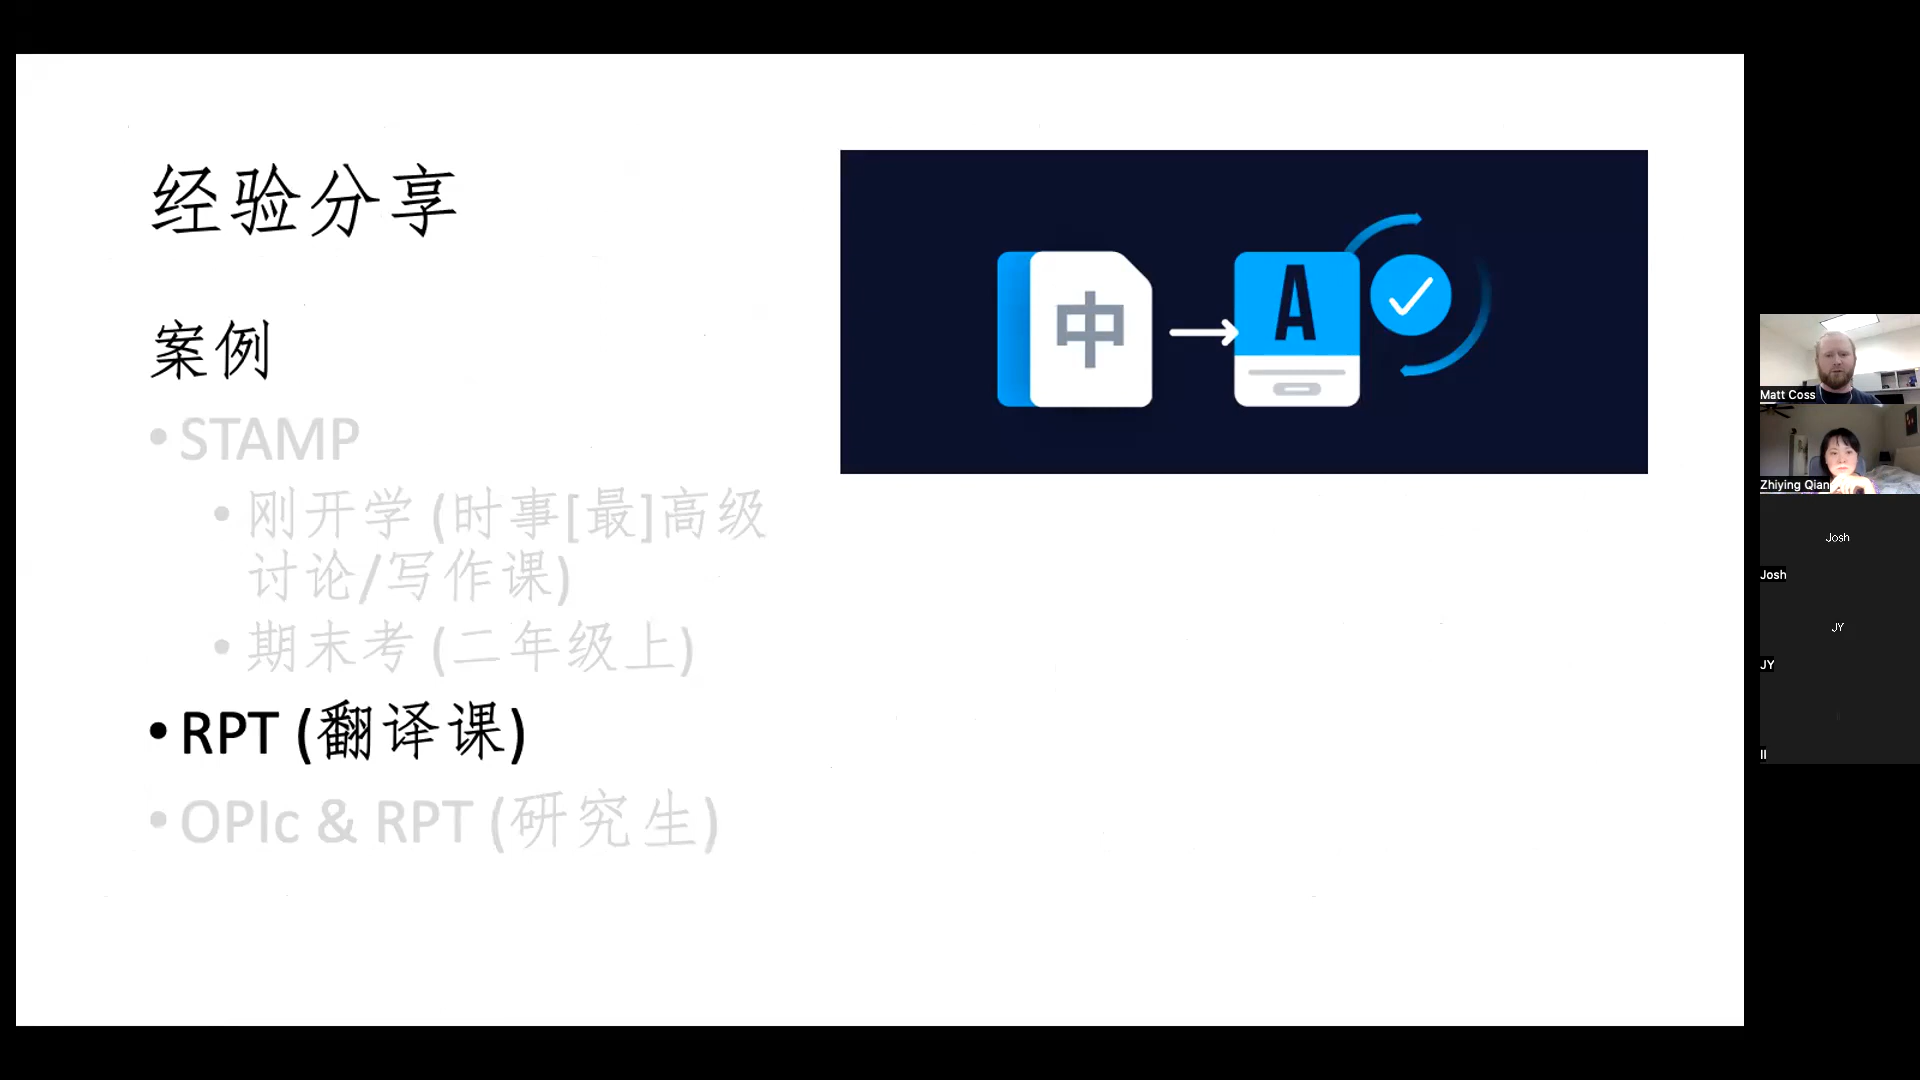 经验分享
中
A
案例
• STAMP
• 刚开学 (时事[最]高级
讨论/写作课)
• 期末考 (二年级上)
• RPT (翻译课)
• OPIc & RPT (研究生)
Matt Coss
Zhiying Qian
Josh
Josh
JY
JY
II